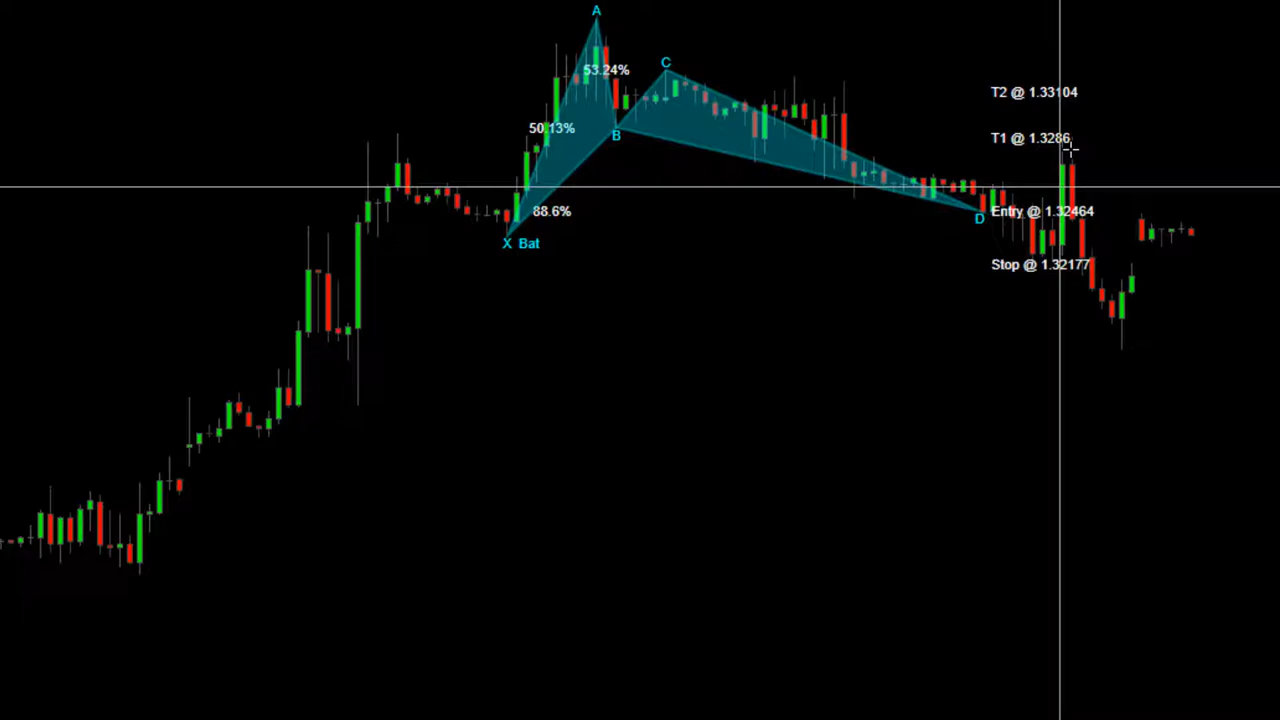 A
C
53.24%
T2 @ 1.33104
50.13%
B
T1 @ 1.3286
88.6%
D
Entry @ 1.32464
X Bat
Stop @ 1.32177